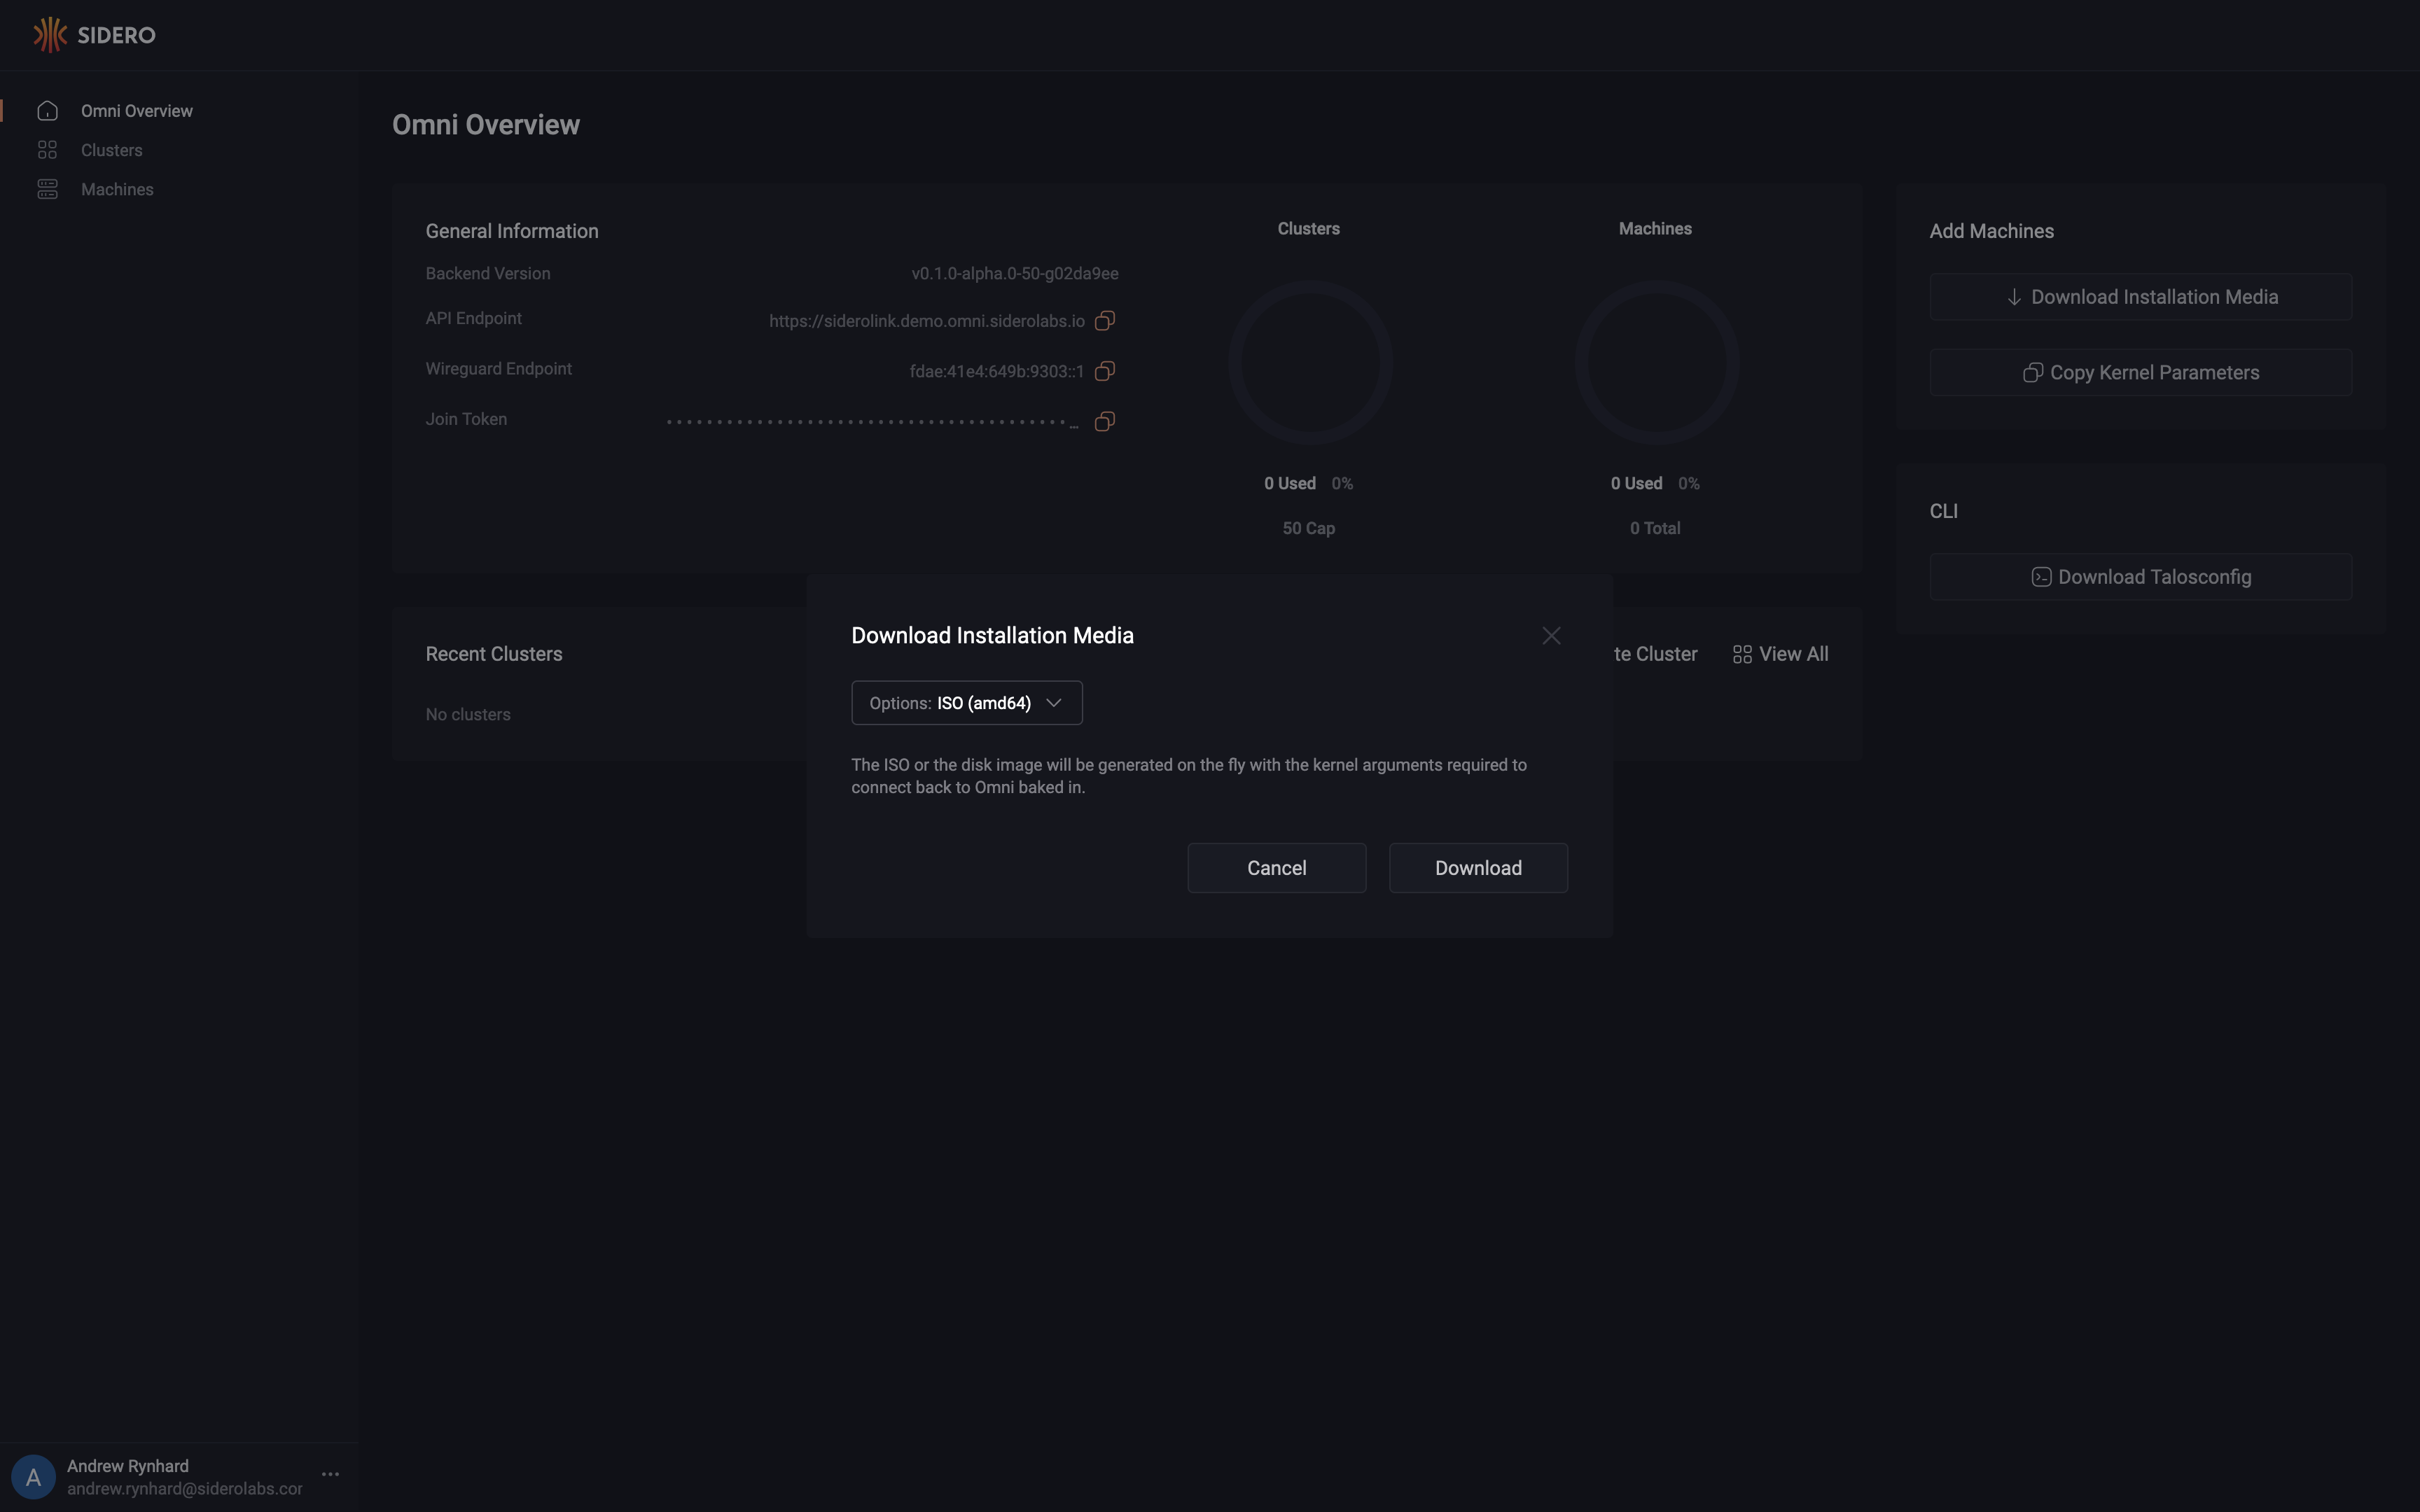 SIDERO
Omni Overview
Clusters
Machines
Omni Overview
General Information
Backend Version v0.1.0-alpha.0-50-g02da9ee
API Endpoint https://siderolink.demo.omni.siderolabs.io
Wireguard Endpoint fdae:41e4:649b:9303::1
Join Token ••••••••••••••••••••••••••••••••••••••••...
Clusters
0 Used 0%
50 Cap
Machines
0 Used 0%
0 Total
Add Machines
Download Installation Media
Copy Kernel Parameters
CLI
Download Talosconfig
Recent Clusters
te Cluster View All
No clusters
Download Installation Media
Options: ISO (amd64)
The ISO or the disk image will be generated on the fly with the kernel arguments required to
connect back to Omni baked in.
Cancel Download
A
Andrew Rynhard
andrew.rynhard@siderolabs.cor